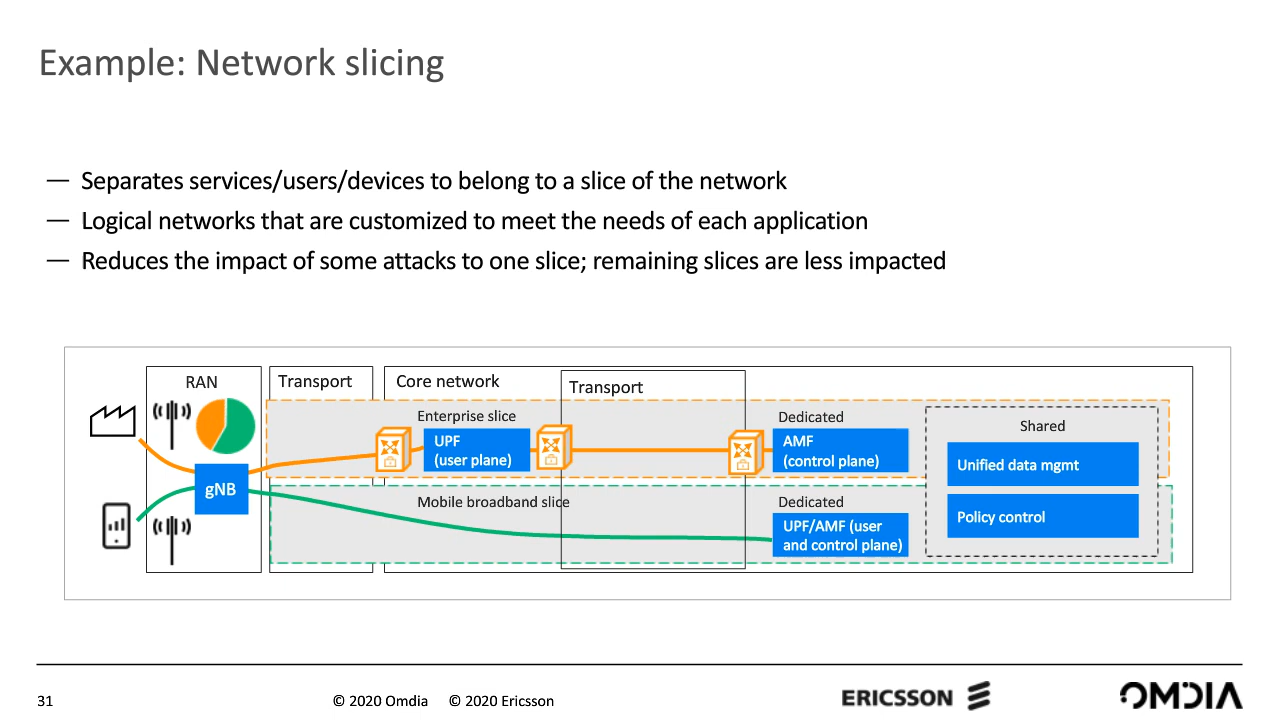 Example: Network slicing
— Separates services/users/devices to belong to a slice of the network
— Logical networks that are customized to meet the needs of each application
— Reduces the impact of some attacks to one slice; remaining slices are less impacted
RAN
Transport
Core network
Transport
Enterprise slice
Dedicated
Shared
UPF
(user plane)
AMF
(control plane)
Unified data mgmt
gNB
Mobile broadband slice
Dedicated
Policy control
UPF/AMF (user
and control plane)
31
© 2020 Omdia © 2020 Ericsson
ERICSSON
OMDIA